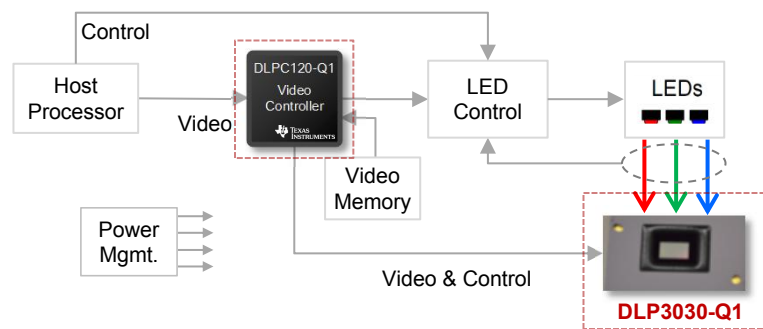 Control
Host
Processor
Video
DLPC120-Q1
Video
Controller
TEXAS
INSTRUMENTS
LED
Control
LEDs
Video
Memory
Power
Mgmt.
Video & Control
DLP3030-Q1